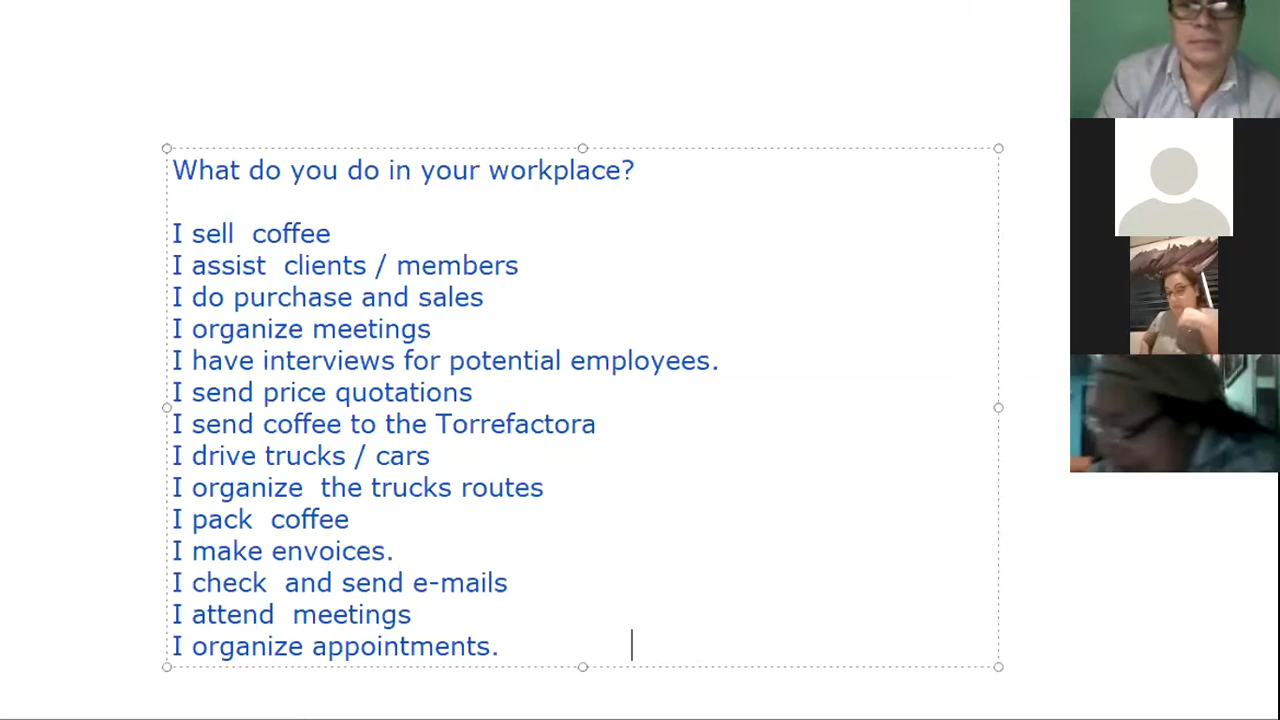 What do you do in your workplace?
I sell  coffee
I assist  clients / members
I do purchase and sales
I organize meetings
I have interviews for potential employees.
I send price quotations
I send coffee to the Torrefactora
I drive trucks / cars
I organize  the trucks routes
I pack  coffee
I make envoices.
I check  and send e-mails
I attend  meetings
I organize appointments.